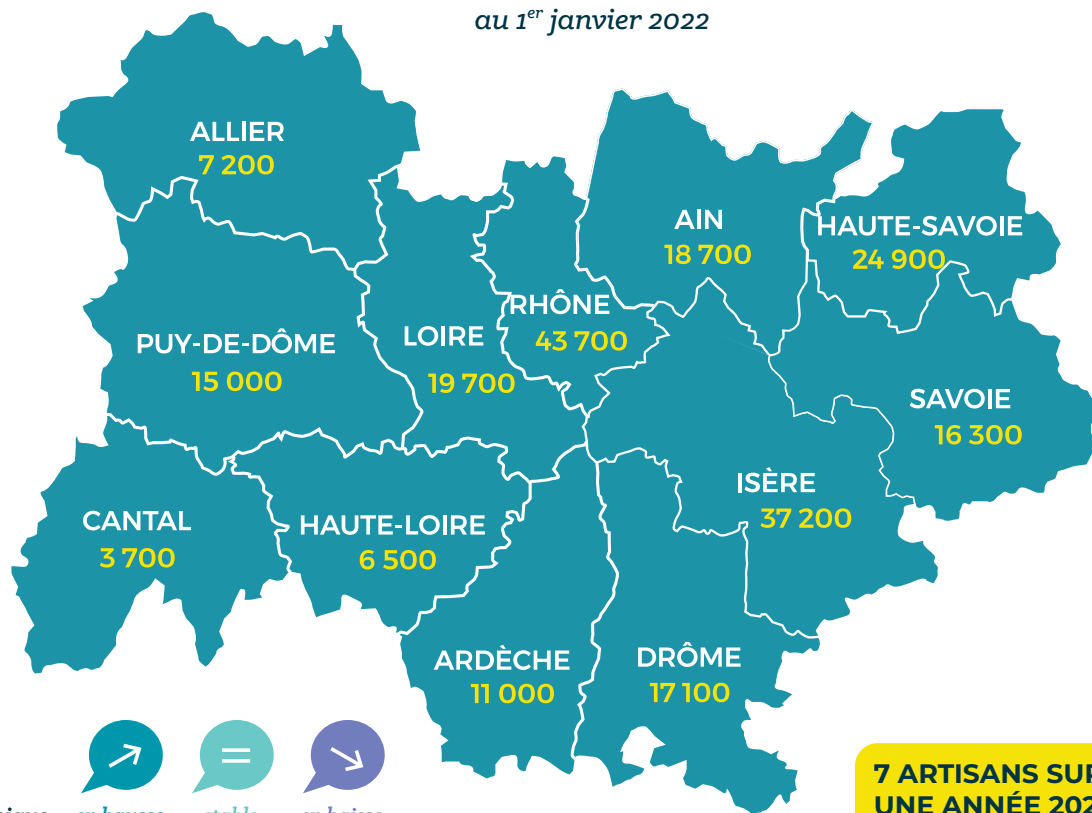 au 1er janvier 2022
ALLIER
7 200
AIN
18 700
HAUTE-SAVOIE
24 900
RHÔNE
43 700
PUY-DE-DÔME
15 000
LOIRE
19 700
SAVOIE
16 300
ISÈRE
37 200
CANTAL
3 700
HAUTE-LOIRE
6 500
ARDÈCHE
11 000
DRÔME
17 100
7 ARTISANS SUR
UNE ANNÉE 202